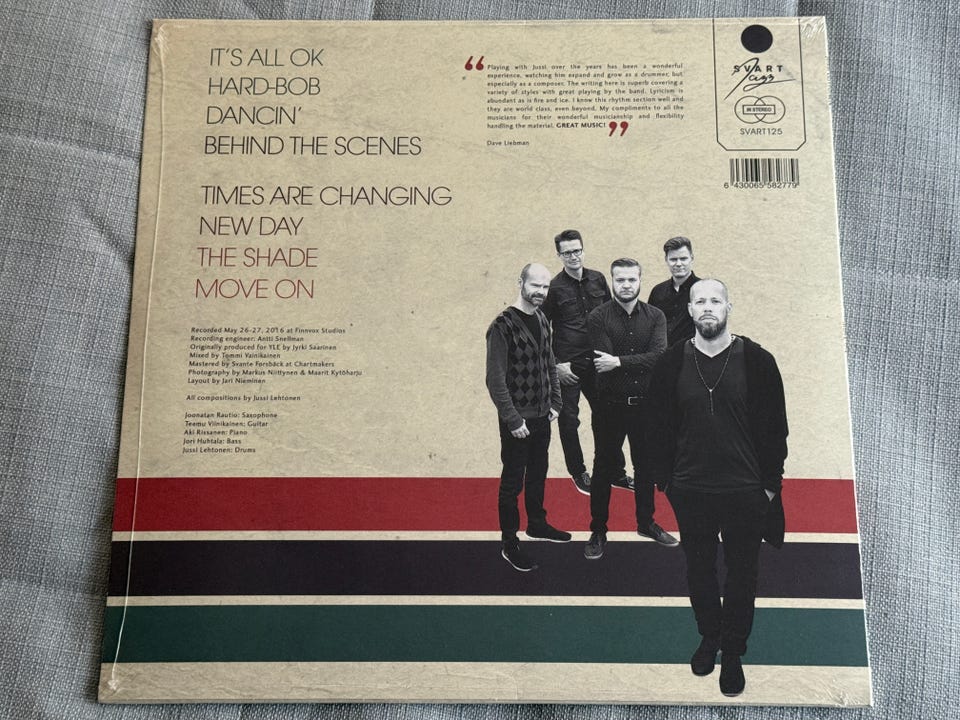 IT'S ALL OK
HARD-BOB
DANCIN'
BEHIND THE SCENES
TIMES ARE CHANGING
NEW DAY
THE SHADE
MOVE ON
Recorded May 26-27, 2016 at Finnvox Studios
Recording engineer: Antti Snellman
Originally produced for YLE by Jyrki Saarinen
Mixed by Tommi Vainikainen
Mastered by Svante Forsbäck at Chartmakers
Photography by Markus Niittynen & Maarit Kytöharju
Layout by Jari Nieminen
All compositions by Jussi Lehtonen
Joonatan Rautio: Saxophone
Teemu Viinikainen: Guitar
Aki Rissanen: Piano
Jori Huhtala: Bass
Jussi Lehtonen: Drums
“ Playing with Jussi over the years has been a wonderful
experience, watching him expand and grow as a drummer, but
especially as a composer. The writing here is superb covering a
variety of styles with great playing by the band. Lyricism is
abundant as is fire and ice. I know this rhythm section well and
they are world class, even beyond. My compliments to all the
musicians for their wonderful musicianship and flexibility
handling the material. GREAT MUSIC! ”
Dave Liebman
SVART
Jazz
IN STEREO
SVART125
6 430065 582779